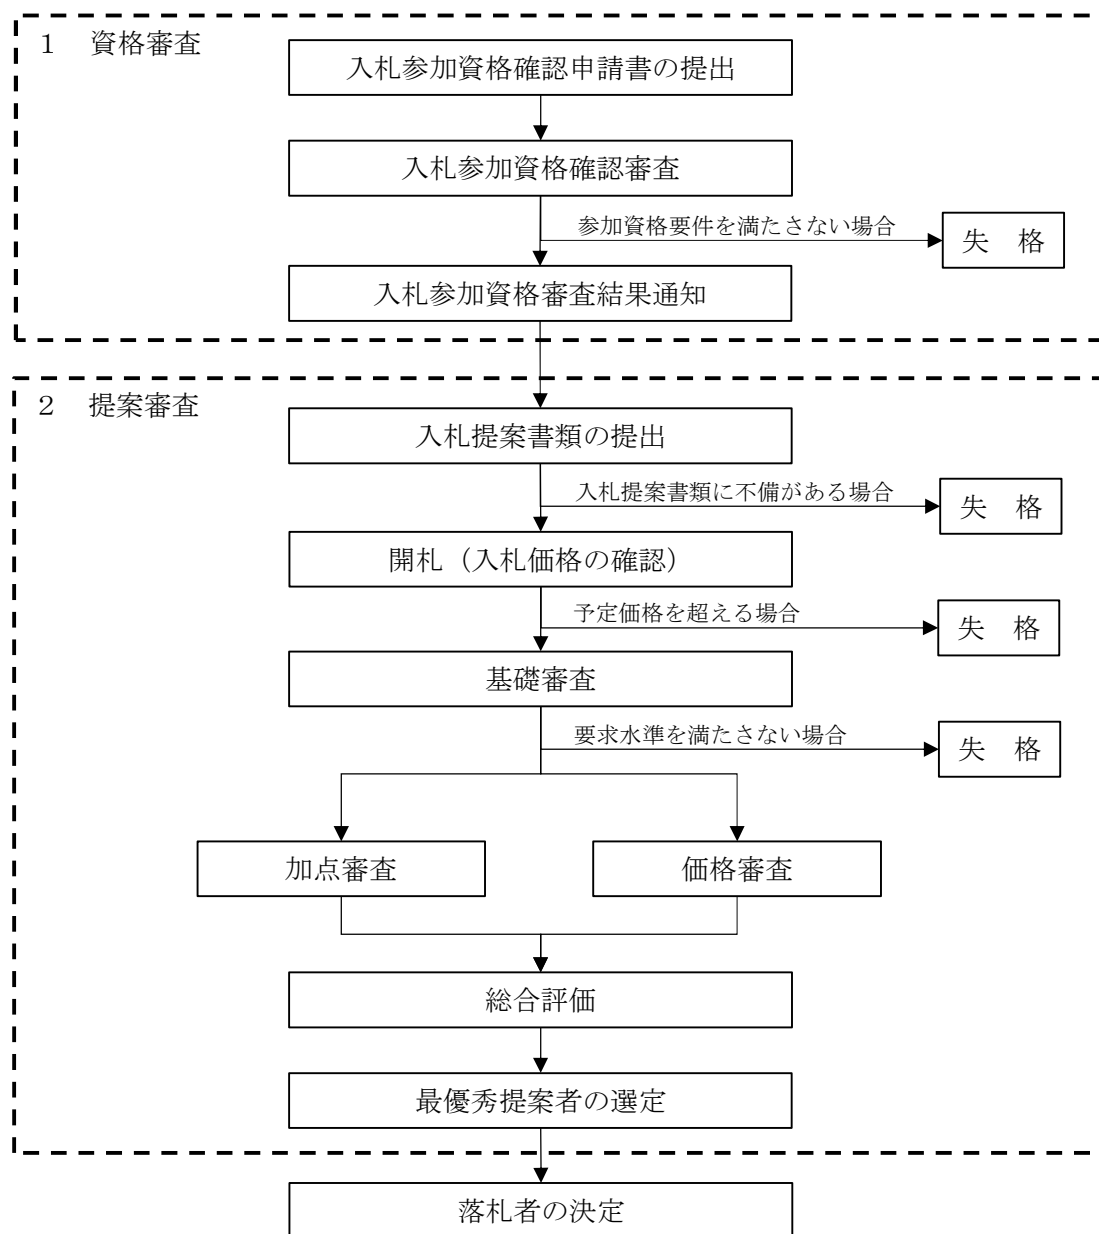 1 資格審査
入札参加資格確認申請書の提出
入札参加資格確認審査
参加資格要件を満たさない場合
失 格
入札参加資格審査結果通知
2 提案審査
入札提案書類の提出
入札提案書類に不備がある場合
失 格
開札（入札価格の確認）
予定価格を超える場合
失 格
基礎審査
要求水準を満たさない場合
失 格
加点審査
価格審査
総合評価
最優秀提案者の選定
落札者の決定